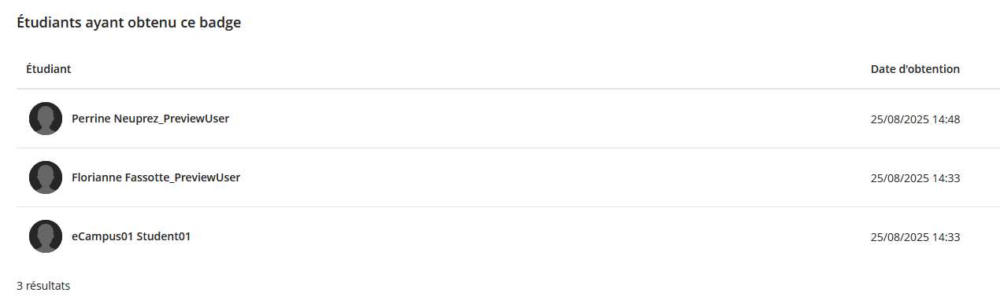 Étudiants ayant obtenu ce badge
Étudiant Date d'obtention
Perrine Neuprez_PreviewUser 25/08/2025 14:48
Florianne Fassotte_PreviewUser 25/08/2025 14:33
eCampus01 Student01 25/08/2025 14:33
3 résultats